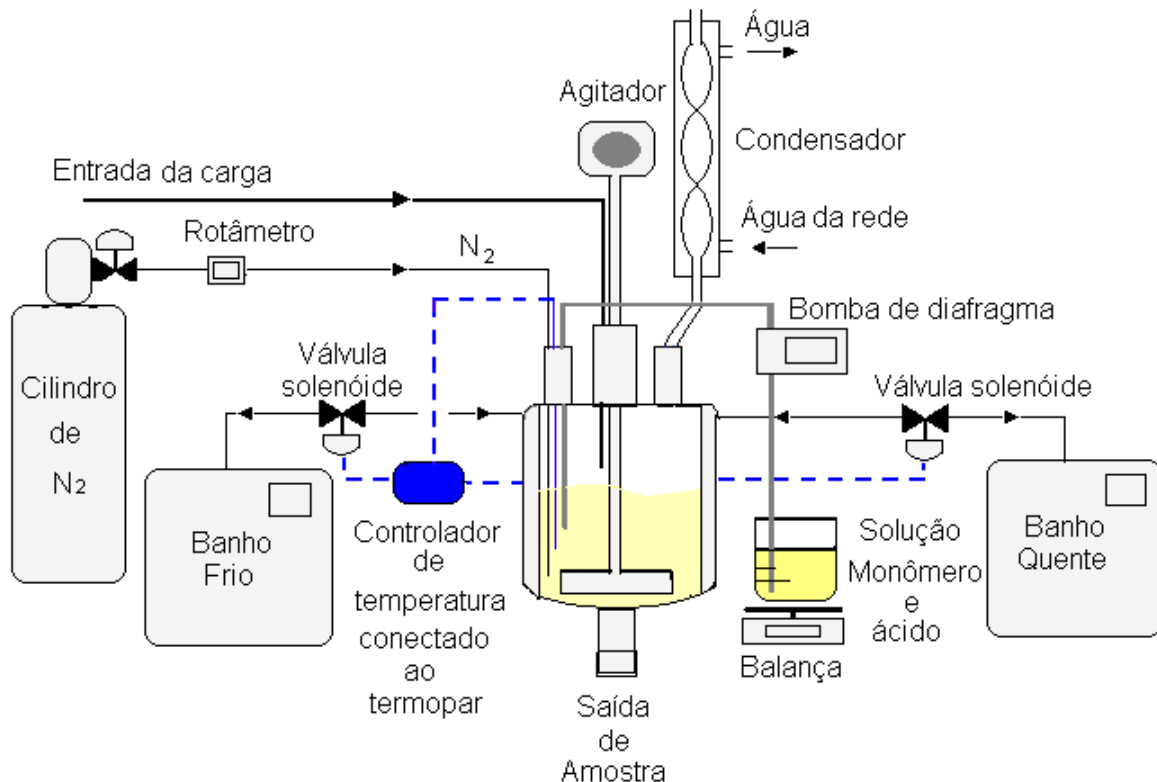 Água
Agitador
Condensador
Entrada da carga
Água da rede
Rotâmetro
N2
Bomba de diafragma
Válvula
solenóide
Válvula solenóide
Cilindro
de
N2
Banho
Frio
Controlador
de
temperatura
conectado
ao
termopar
Solução
Monômero
e
ácido
Banho
Quente
Balança
Saída
de
Amostra